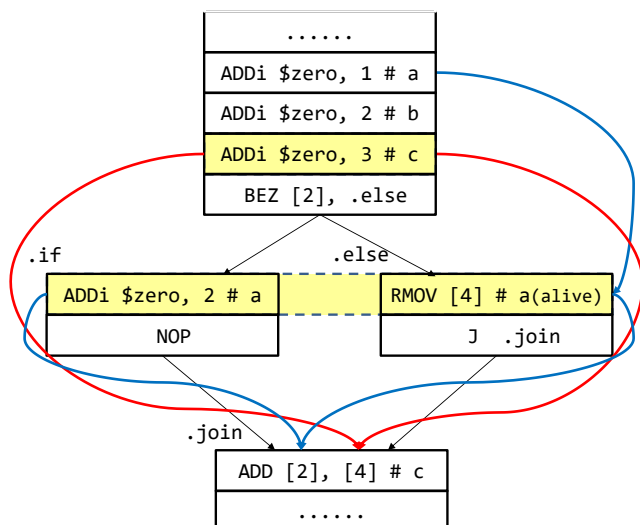 ......
ADDi $zero, 1 # a
ADDi $zero, 2 # b
ADDi $zero, 3 # c
BEZ [2], .else
.if
.else
ADDi $zero, 2 # a
RMOV [4] # a(alive)
NOP
J .join
.join
ADD [2], [4] # c
......